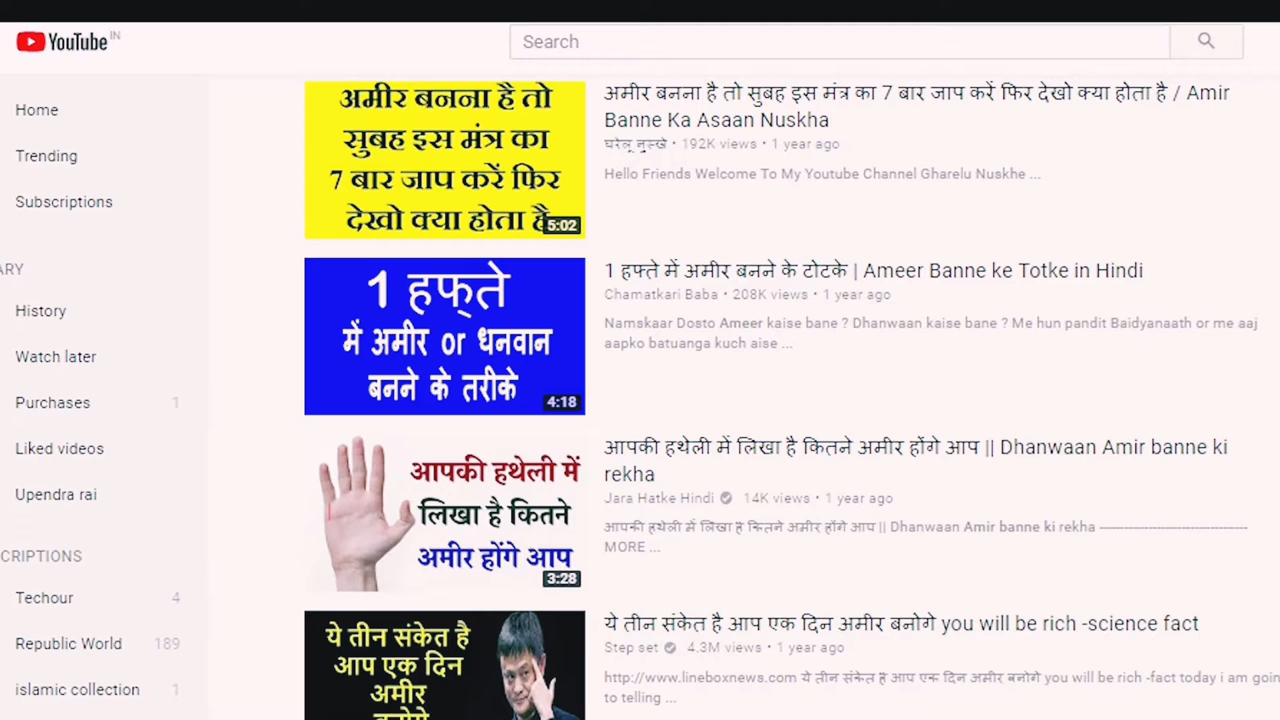 YouTube IN
Search
Home
Trending
Subscriptions
ARY
History
Watch later
Purchases 1
Liked videos
Upendra rai
CRIPTIONS
Techour 4
Republic World 189
islamic collection 1
अमीर बनना है तो
सुबह इस मंत्र का
7 बार जाप करें फिर
देखो क्या होता है
5:02
अमीर बनना है तो सुबह इस मंत्र का 7 बार जाप करें फिर देखो क्या होता है / Amir
Banne Ka Asaan Nuskha
घरेलू नुस्खे • 192K views • 1 year ago
Hello Friends Welcome To My Youtube Channel Gharelu Nuskhe ...
1 हफ्ते
में अमीर or धनवान
बनने के तरीके
4:18
1 हफ्ते में अमीर बनने के टोटके | Ameer Banne ke Totke in Hindi
Chamatkari Baba • 208K views • 1 year ago
Namskaar Dosto Ameer kaise bane ? Dhanwaan kaise bane ? Me hun pandit Baidyanaath or me aaj
aapko batuanga kuch aise ...
आपकी हथेली में
लिखा है कितने
अमीर होंगे आप
3:28
आपकी हथेली में लिखा है कितने अमीर होंगे आप || Dhanwaan Amir banne ki
rekha
Jara Hatke Hindi 14K views • 1 year ago
आपकी हथेली में लिखा है कितने अमीर होंगे आप || Dhanwaan Amir banne ki rekha ---------------------------------
MORE ...
ये तीन संकेत है
आप एक दिन
अमीर
बनोगे
ये तीन संकेत है आप एक दिन अमीर बनोगे you will be rich -science fact
Step set 4.3M views • 1 year ago
http://www.lineboxnews.com ये तीन संकेत है आप एक दिन अमीर बनोगे you will be rich -fact today i am goin
to telling ...